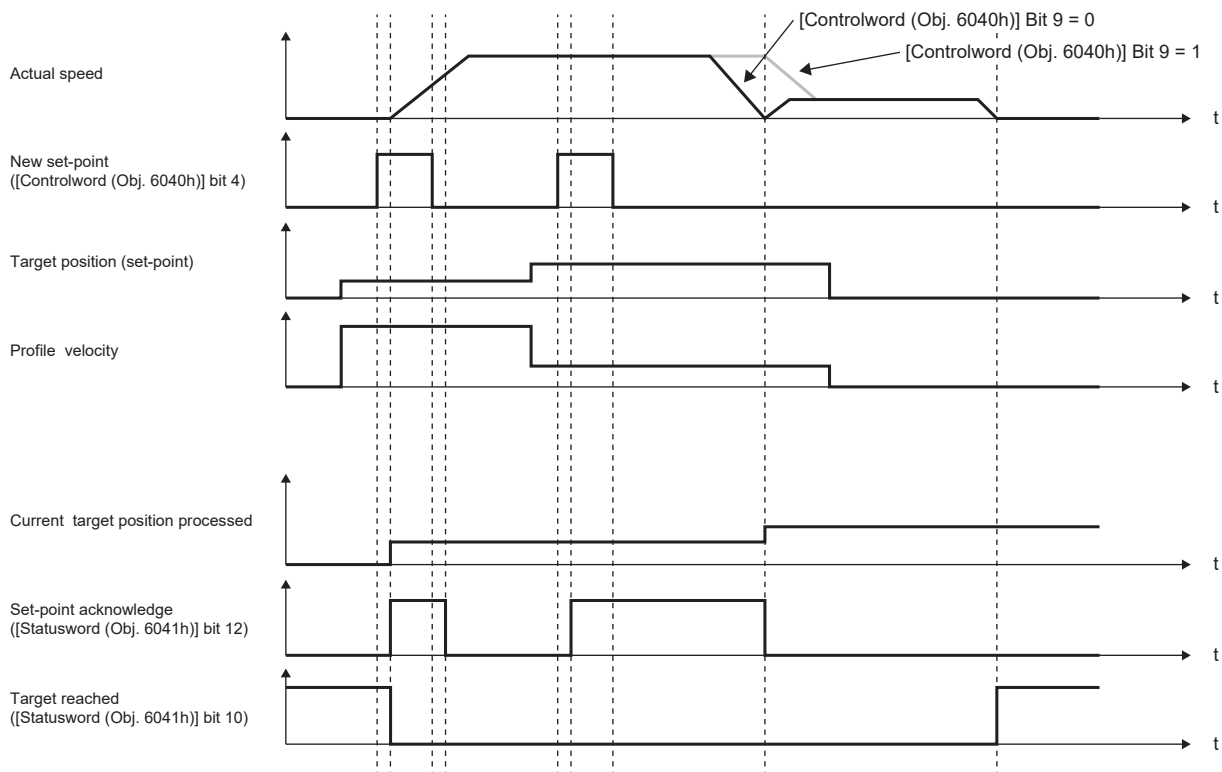 [Controlword (Obj. 6040h)] Bit 9 = 0
[Controlword (Obj. 6040h)] Bit 9 = 1
Actual speed
t
New set-point
([Controlword (Obj. 6040h)] bit 4)
t
Target position (set-point)
t
Profile velocity
t
Current target position processed
t
Set-point acknowledge
([Statusword (Obj. 6041h)] bit 12)
t
Target reached
([Statusword (Obj. 6041h)] bit 10)
t